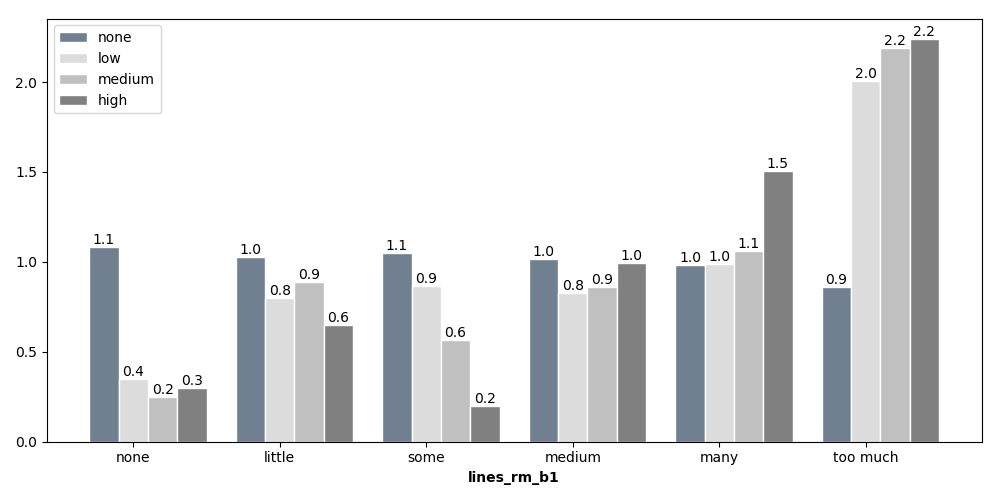 none
low
medium
high
2.0
1.5
1.0
0.5
0.0
1.1 0.4 0.2 0.3
1.0 0.8 0.9 0.6
1.1 0.9 0.6 0.2
1.0 0.8 0.9 1.0
1.0 1.0 1.1 1.5
0.9 2.0 2.2 2.2
none little some medium many too much
lines_rm_b1